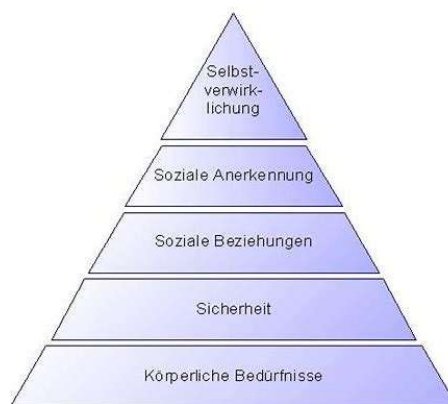 Selbst-
verwirk-
lichung
Soziale Anerkennung
Soziale Beziehungen
Sicherheit
Körperliche Bedürfnisse